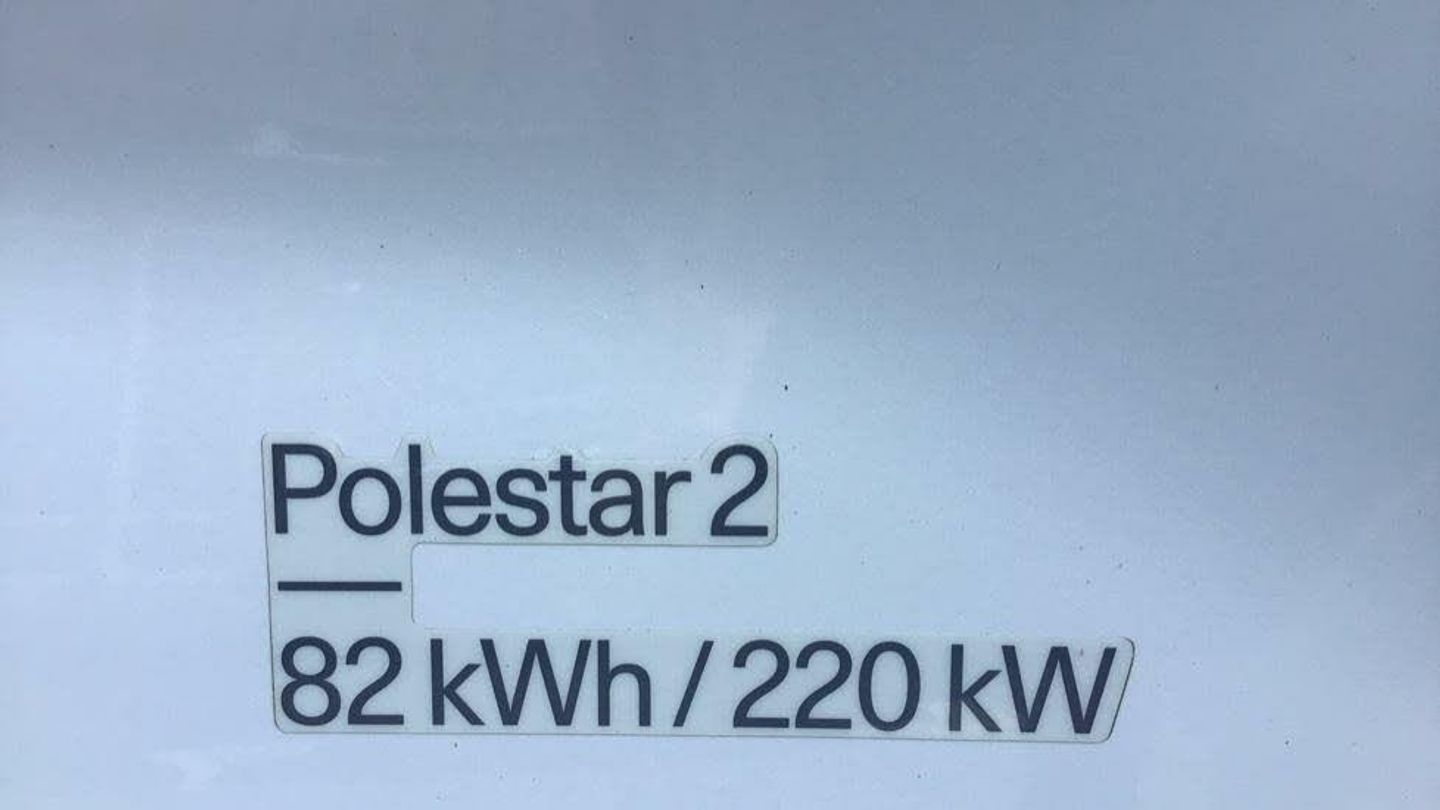 Polestar 2
—
82 kWh / 220 kW